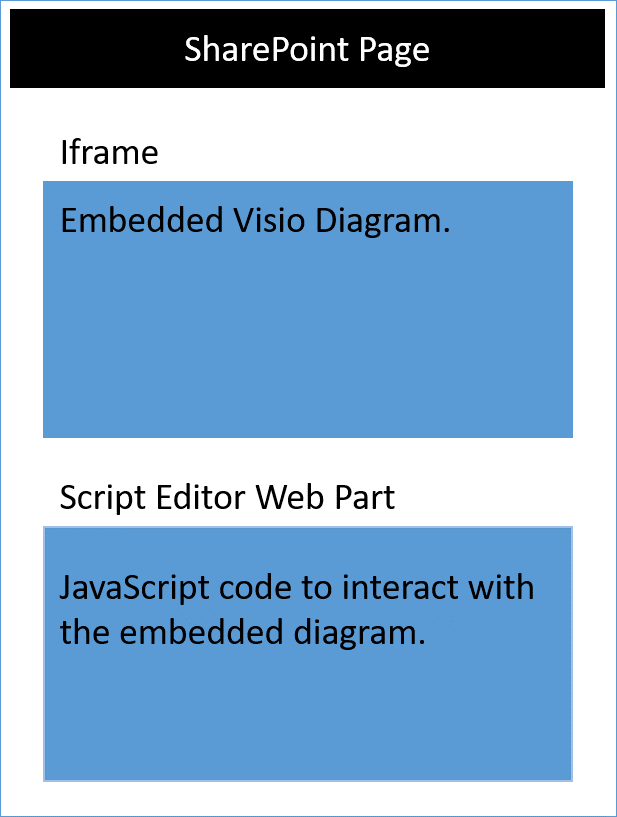 SharePoint Page
Iframe
Embedded Visio Diagram.
Script Editor Web Part
JavaScript code to interact with
the embedded diagram.